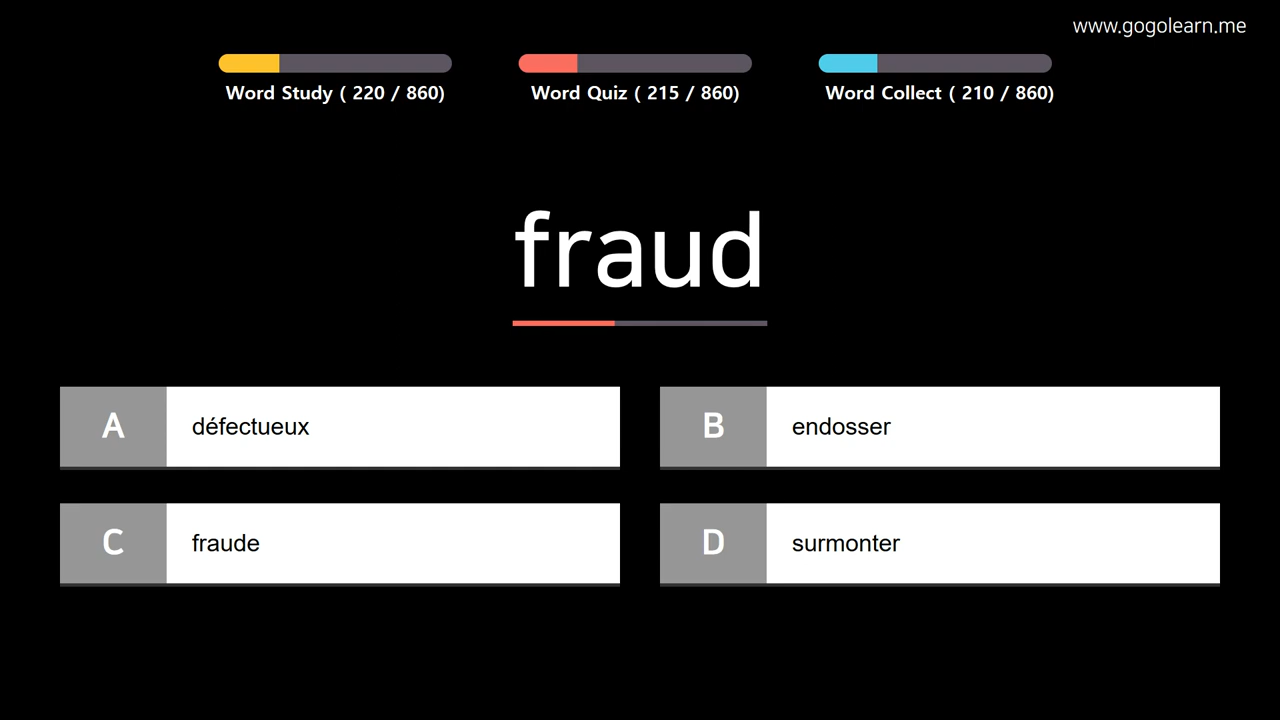 www.gogolearn.me
Word Study ( 220 / 860)
Word Quiz ( 215 / 860)
Word Collect ( 210 / 860)
fraud
A
défectueux
B
endosser
C
fraude
D
surmonter